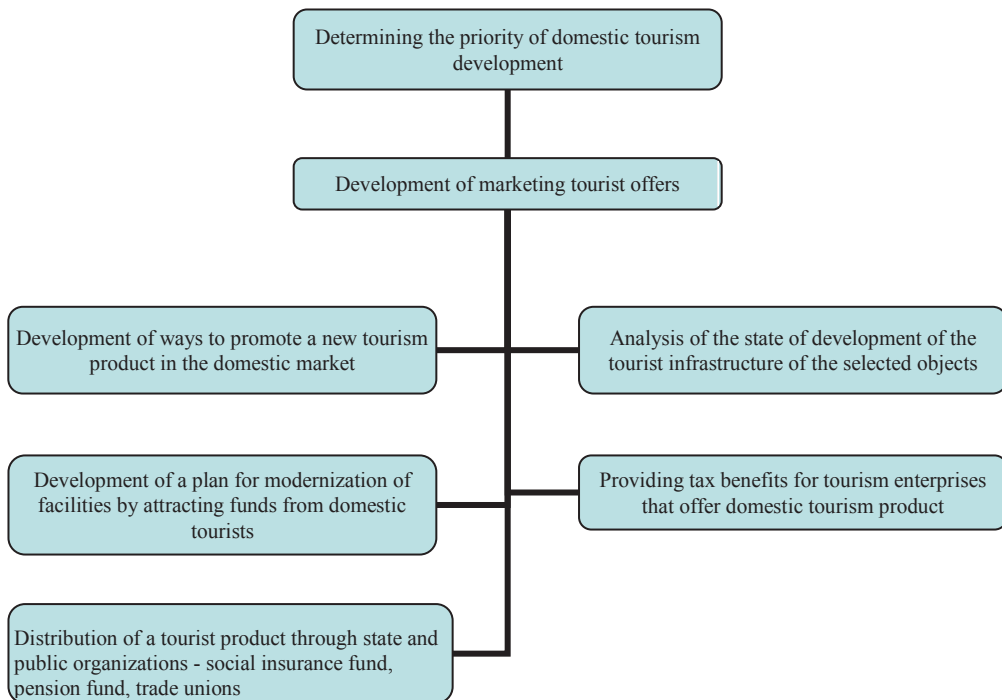 Determining the priority of domestic tourism
development
Development of marketing tourist offers
Development of ways to promote a new tourism
product in the domestic market
Analysis of the state of development of the
tourist infrastructure of the selected objects
Development of a plan for modernization of
facilities by attracting funds from domestic
tourists
Providing tax benefits for tourism enterprises
that offer domestic tourism product
Distribution of a tourist product through state and
public organizations - social insurance fund,
pension fund, trade unions